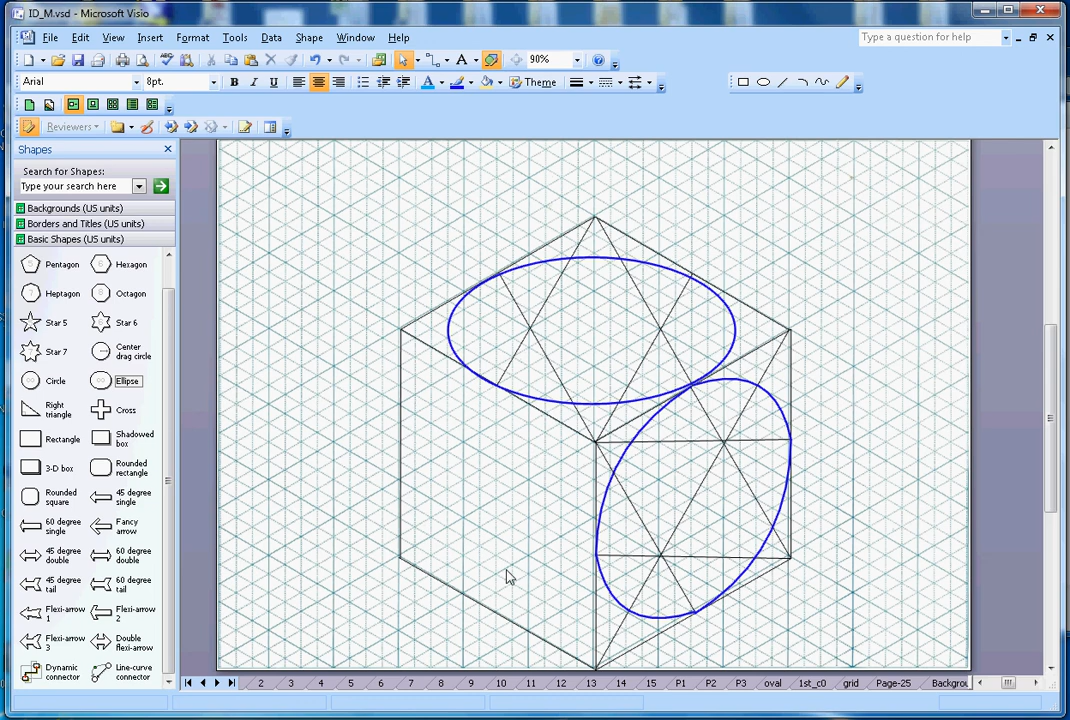 ID_M.vsd - Microsoft Visio
File Edit View Insert Format Tools Data Shape Window Help
Type a question for help
90%
Arial 8pt. B I U A Theme
Reviewers
Shapes
Search for Shapes:
Type your search here
Backgrounds (US units)
Borders and Titles (US units)
Basic Shapes (US units)
Pentagon Hexagon
Heptagon Octagon
Star 5 Star 6
Star 7 Center drag circle
Circle Ellipse
Right triangle Cross
Rectangle Shadowed box
3-D box Rounded rectangle
Rounded square 45 degree single
60 degree single Fancy arrow
45 degree double 60 degree double
45 degree tail 60 degree tail
Flexi-arrow 1 Flexi-arrow 2
Flexi-arrow 3 Double flexi-arrow
Dynamic connector Line-curve connector
2 3 4 5 6 7 8 9 10 11 12 13 14 15 P1 P2 P3 oval 1st_c0 grid Page-25 Backgrou